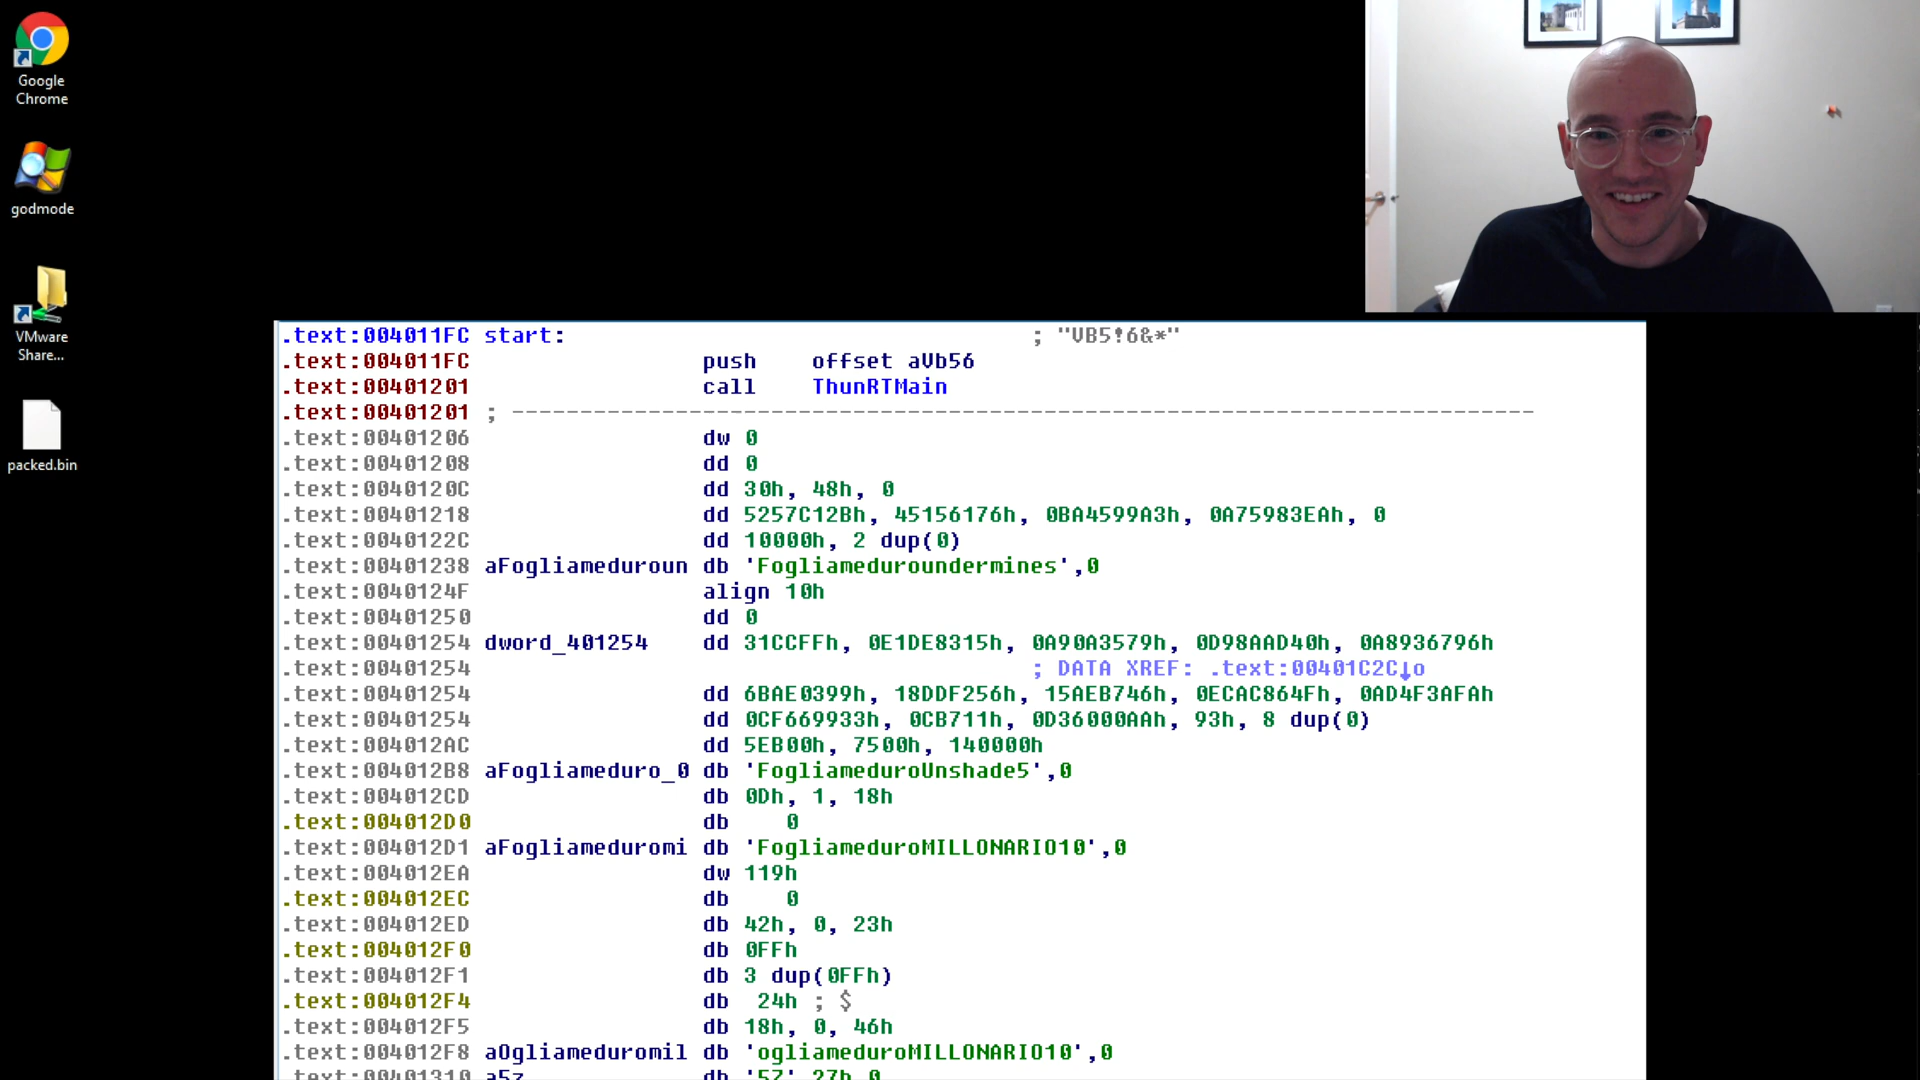 Google
Chrome
godmode
VMware
Share...
packed.bin
.text:004011FC start: ; "VB5!6&*"
.text:004011FC push offset aVb56
.text:00401201 call ThunRTMain
.text:00401201 ; ---------------------------------------------------------------------------
.text:00401206 dw 0
.text:00401208 dd 0
.text:0040120C dd 30h, 48h, 0
.text:00401218 dd 5257C12Bh, 45156176h, 0BA4599A3h, 0A75983EAh, 0
.text:0040122C dd 10000h, 2 dup(0)
.text:00401238 aFogliameduroun db 'Fogliameduroundermines',0
.text:0040124F align 10h
.text:00401250 dd 0
.text:00401254 dword_401254 dd 31CCFFh, 0E1DE8315h, 0A90A3579h, 0D98AAD40h, 0A8936796h
.text:00401254 ; DATA XREF: .text:00401C2C↓o
.text:00401254 dd 6BAE0399h, 18DDF256h, 15AEB746h, 0ECAC864Fh, 0AD4F3AFAh
.text:00401254 dd 0CF669933h, 0CB711h, 0D36000AAh, 93h, 8 dup(0)
.text:004012AC dd 5EB00h, 7500h, 140000h
.text:004012B8 aFogliameduro_0 db 'FogliameduroUnshade5',0
.text:004012CD db 0Dh, 1, 18h
.text:004012D0 db 0
.text:004012D1 aFogliameduromi db 'FogliameduroMILLONARIO10',0
.text:004012EA dw 119h
.text:004012EC db 0
.text:004012ED db 42h, 0, 23h
.text:004012F0 db 0FFh
.text:004012F1 db 3 dup(0FFh)
.text:004012F4 db 24h ; $
.text:004012F5 db 18h, 0, 46h
.text:004012F8 aOgliameduromil db 'ogliameduroMILLONARIO10',0
.text:00401310 a5z db '5Z',27h,0